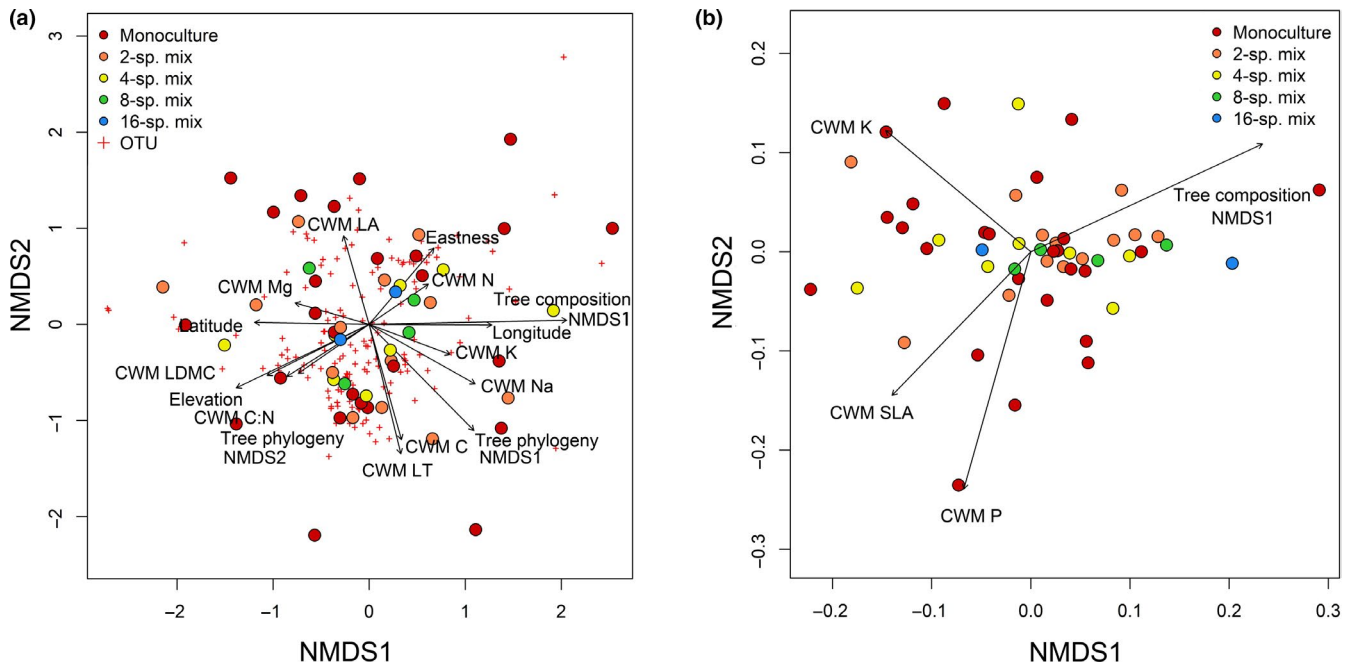 (a)
Monoculture
2-sp. mix
4-sp. mix
8-sp. mix
16-sp. mix
OTU
CWM LA
Eastness
CWM N
CWM Mg
Tree composition
NMDS1
Latitude
Longitude
CWM K
CWM LDMC
CWM Na
Elevation
CWM C:N
Tree phylogeny
NMDS2
CWM C
Tree phylogeny
NMDS1
CWM LT
3
2
1
0
−1
−2
NMDS2
−2
−1
0
1
2
NMDS1
(b)
Monoculture
2-sp. mix
4-sp. mix
8-sp. mix
16-sp. mix
CWM K
Tree composition
NMDS1
CWM SLA
CWM P
0.2
0.1
0.0
−0.1
−0.2
−0.3
NMDS2
−0.2
−0.1
0.0
0.1
0.2
0.3
NMDS1